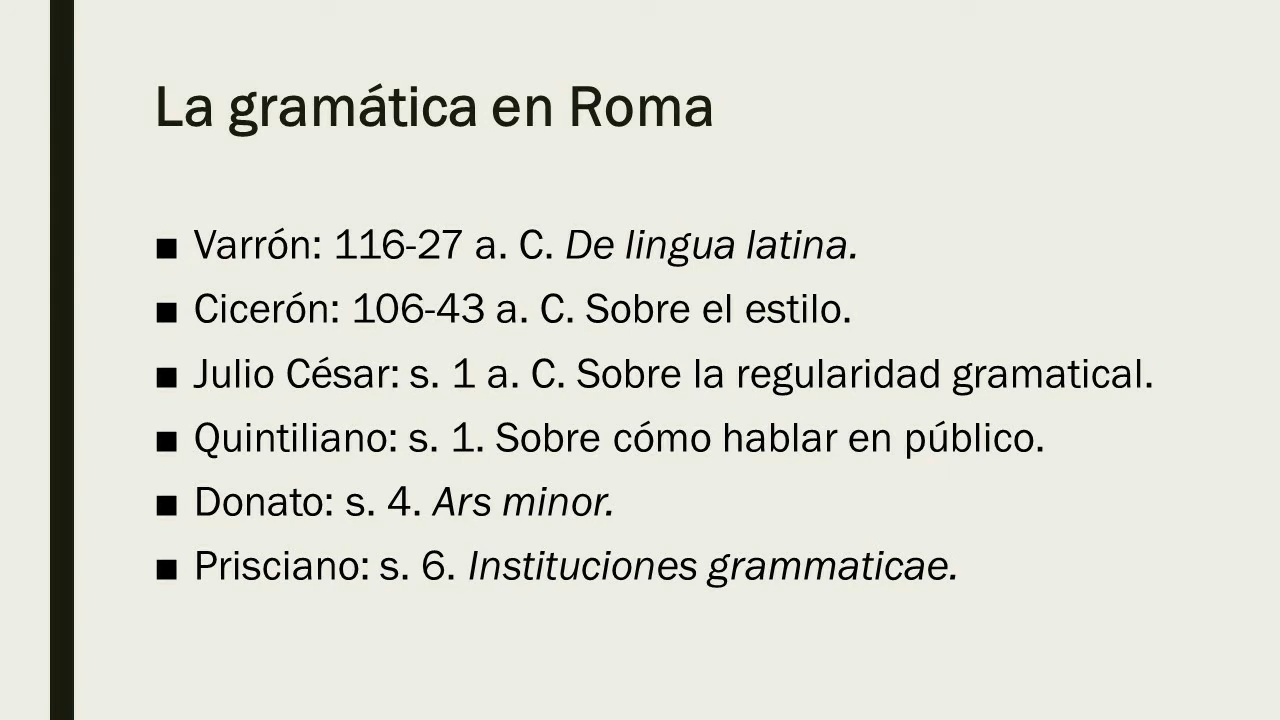 La gramática en Roma
■ Varrón: 116-27 a. C. De lingua latina.
■ Cicerón: 106-43 a. C. Sobre el estilo.
■ Julio César: s. 1 a. C. Sobre la regularidad gramatical.
■ Quintiliano: s. 1. Sobre cómo hablar en público.
■ Donato: s. 4. Ars minor.
■ Prisciano: s. 6. Instituciones grammaticae.